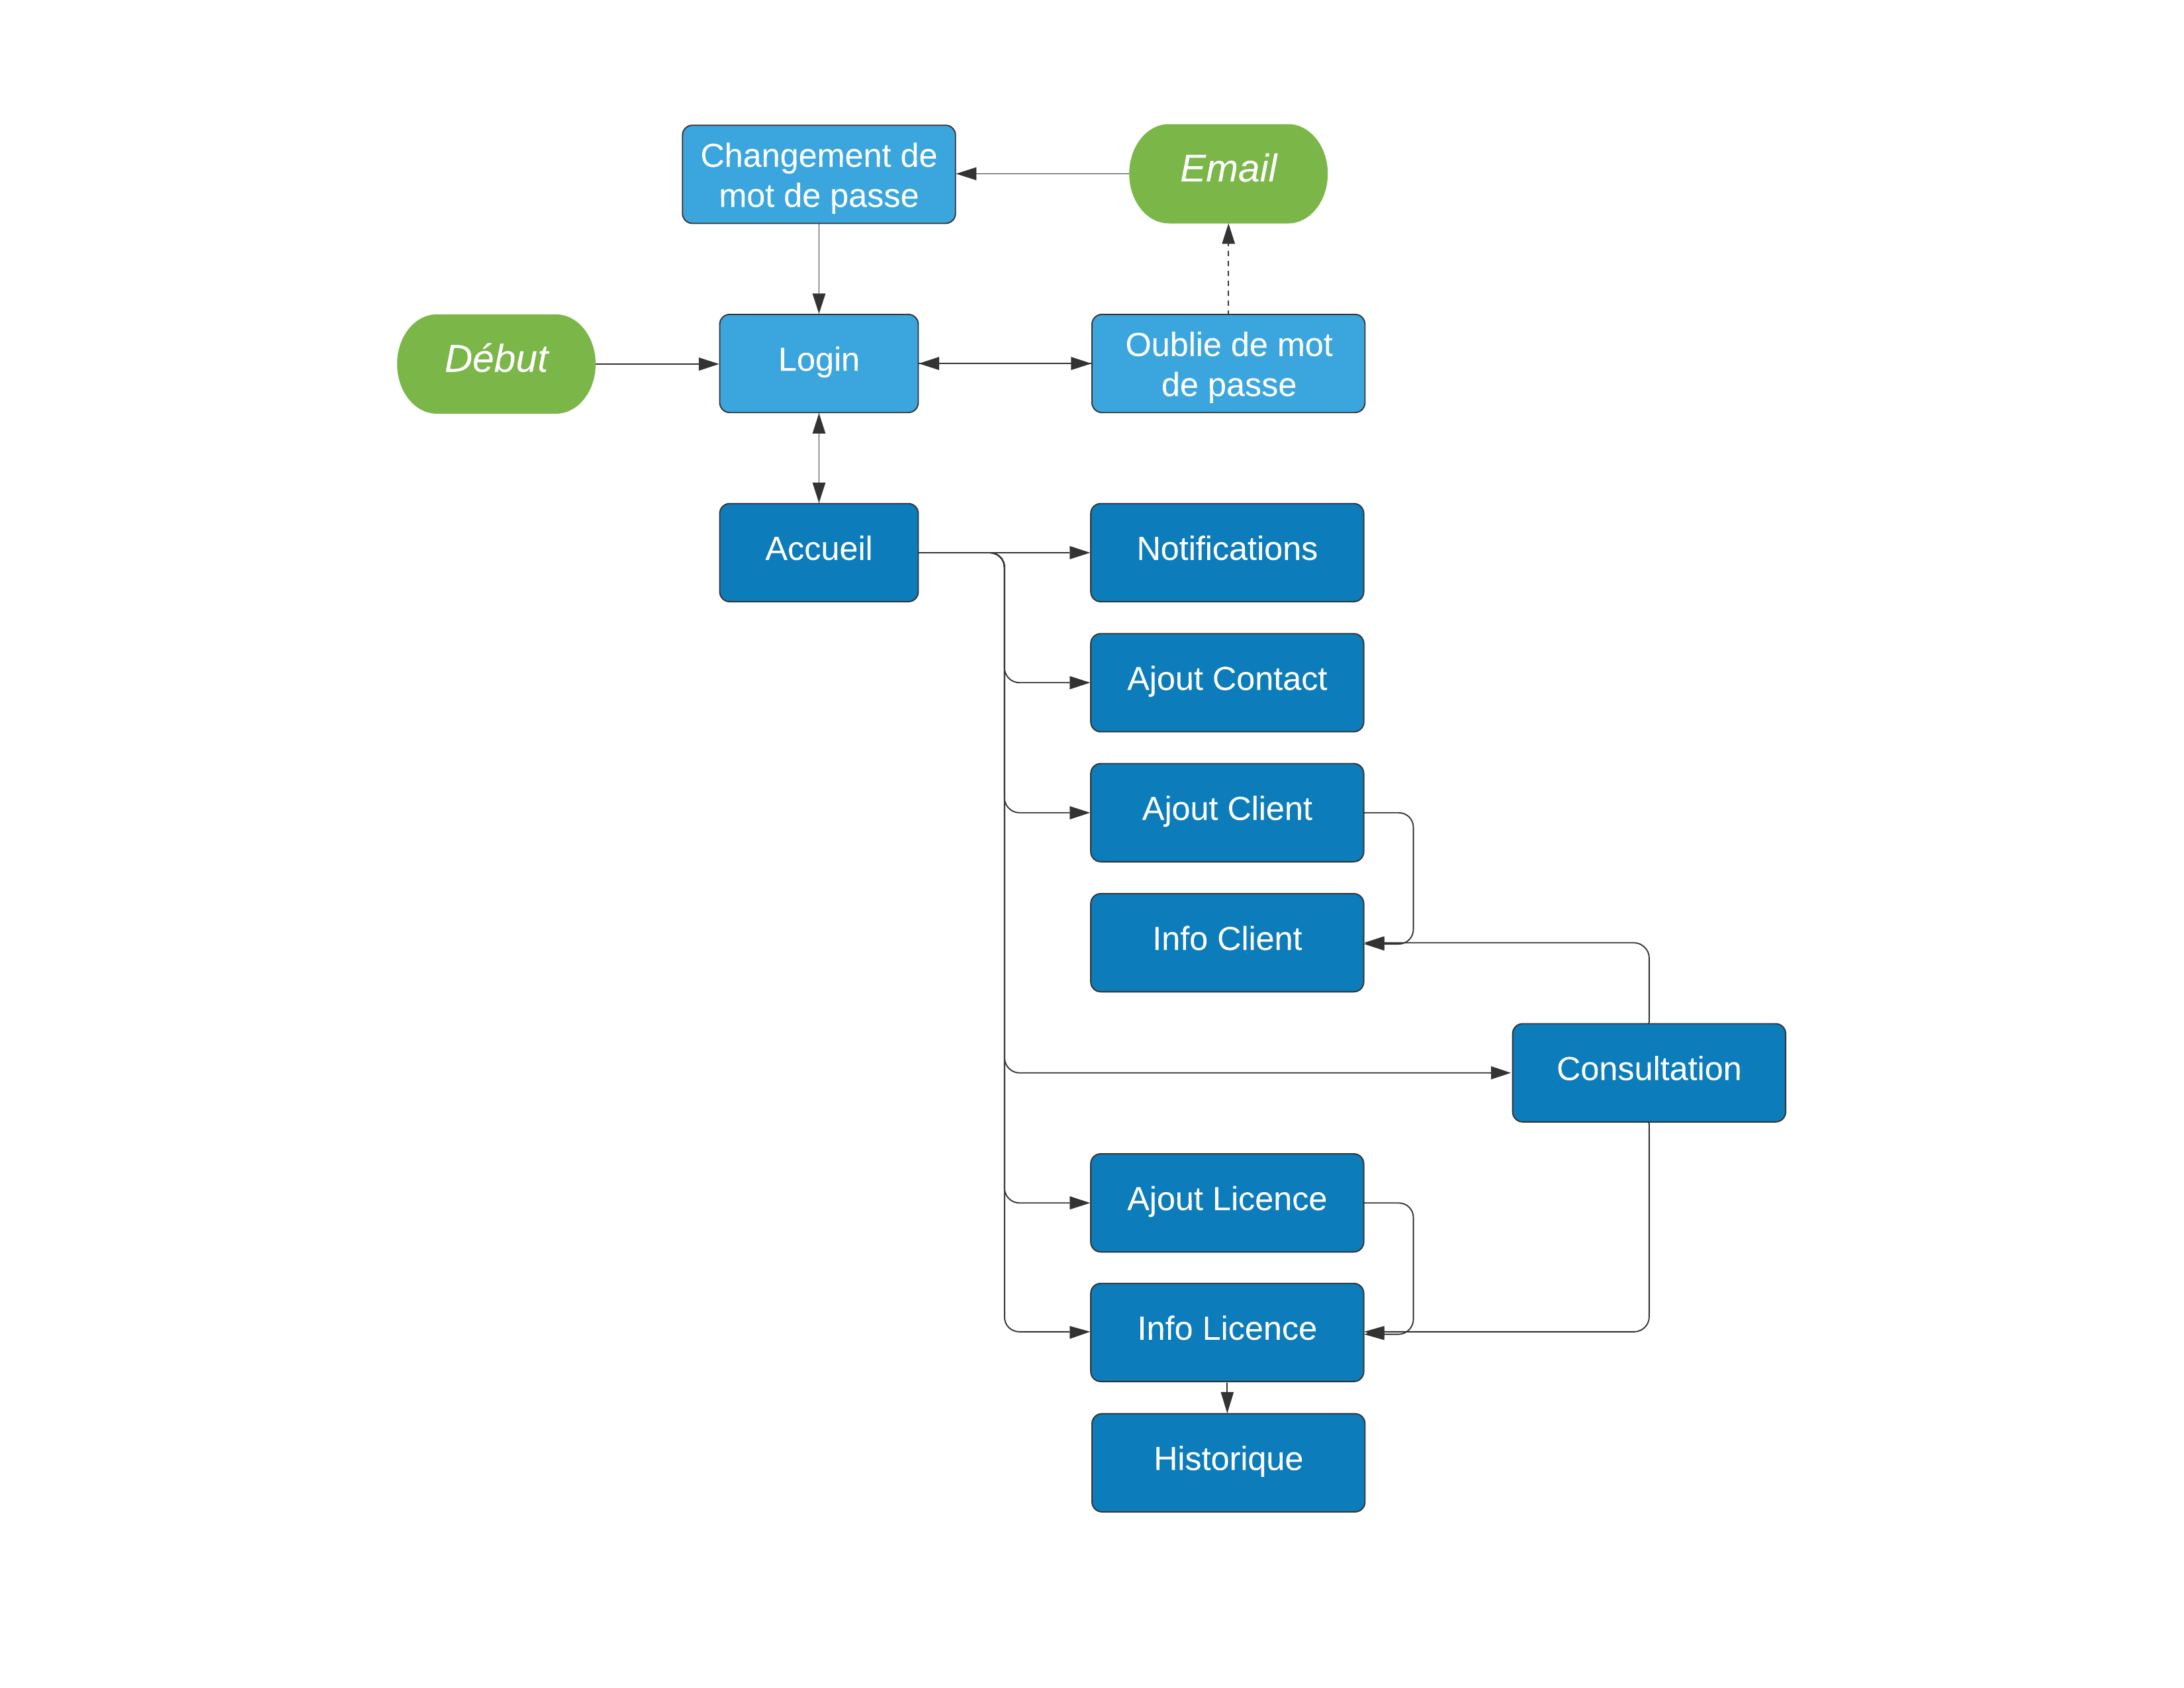 Changement de
mot de passe
Email
Début
Login
Oublie de mot
de passe
Accueil
Notifications
Ajout Contact
Ajout Client
Info Client
Consultation
Ajout Licence
Info Licence
Historique